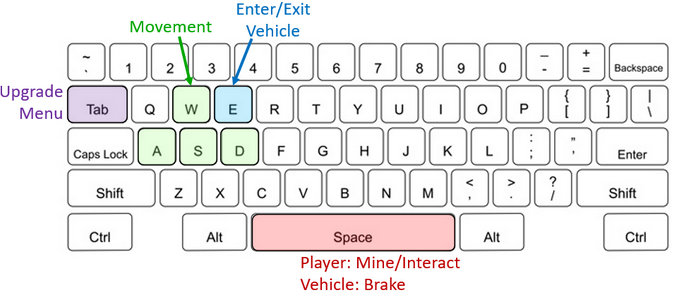 Enter/Exit
Vehicle
Movement
~ ` 1 2 3 4 5 6 7 8 9 0 _ - + = Backspace
Upgrade
Menu
Tab Q W E R T Y U I O P { [ } ] | \
Caps Lock A S D F G H J K L : ; " ' Enter
Shift Z X C V B N M < , > . ? / Shift
Ctrl Alt Space Alt Ctrl
Player: Mine/Interact
Vehicle: Brake